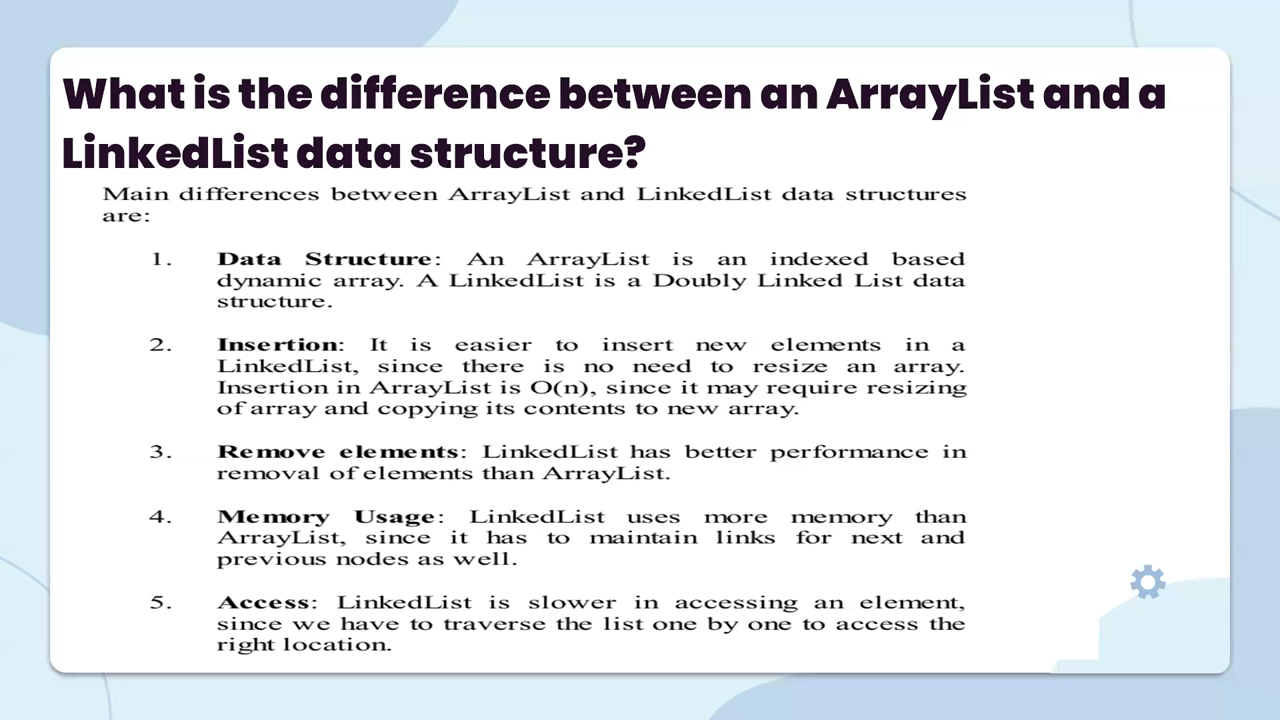 What is the difference between an ArrayList and a
LinkedList data structure?
Main differences between ArrayList and LinkedList data structures
are:
1. Data Structure: An ArrayList is an indexed based
dynamic array. A LinkedList is a Doubly Linked List data
structure.
2. Insertion: It is easier to insert new elements in a
LinkedList, since there is no need to resize an array.
Insertion in ArrayList is O(n), since it may require resizing
of array and copying its contents to new array.
3. Remove elements: LinkedList has better performance in
removal of elements than ArrayList.
4. Memory Usage: LinkedList uses more memory than
ArrayList, since it has to maintain links for next and
previous nodes as well.
5. Access: LinkedList is slower in accessing an element,
since we have to traverse the list one by one to access the
right location.